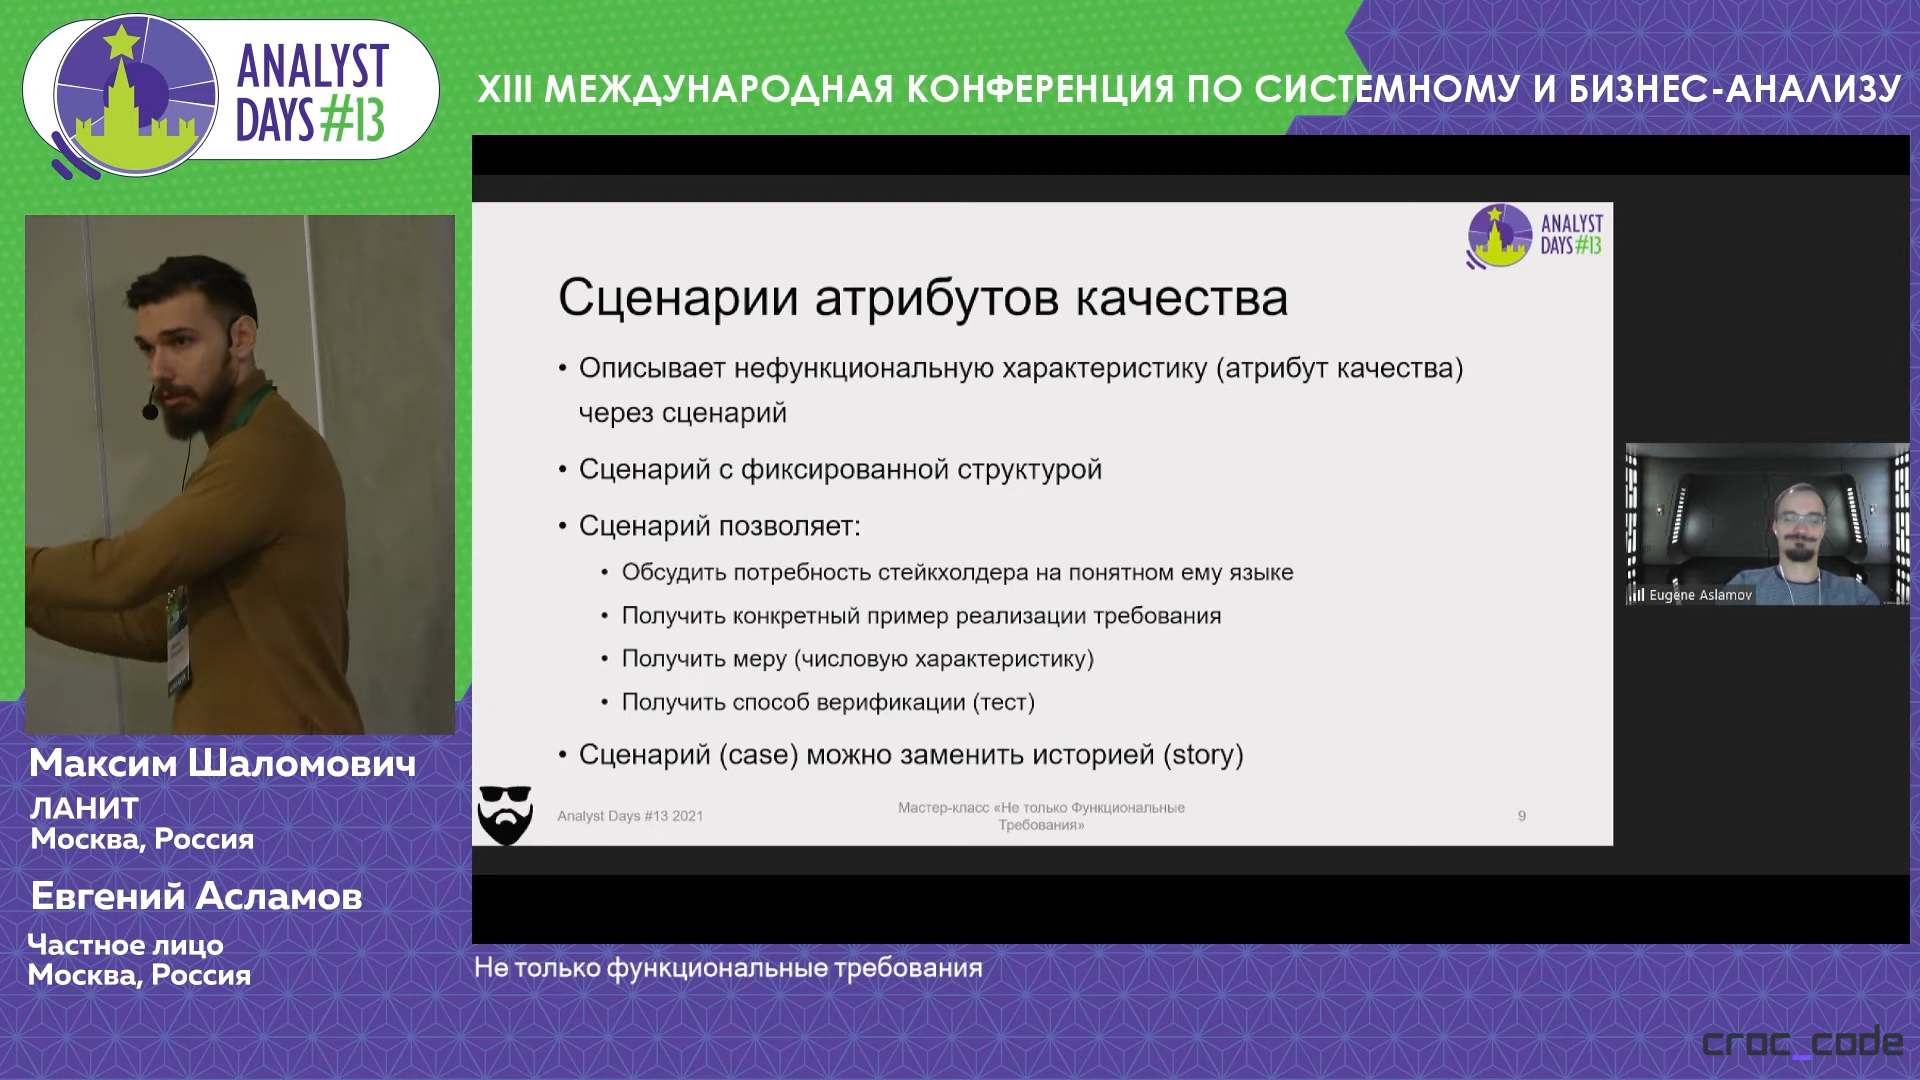 ANALYST
DAYS #13
XIII МЕЖДУНАРОДНАЯ КОНФЕРЕНЦИЯ ПО СИСТЕМНОМУ И БИЗНЕС-АНАЛИЗУ
ANALYST
DAYS #13
Сценарии атрибутов качества
• Описывает нефункциональную характеристику (атрибут качества)
через сценарий
• Сценарий с фиксированной структурой
• Сценарий позволяет:
• Обсудить потребность стейкхолдера на понятном ему языке
• Получить конкретный пример реализации требования
• Получить меру (числовую характеристику)
• Получить способ верификации (тест)
• Сценарий (case) можно заменить историей (story)
Analyst Days #13 2021
Мастер-класс «Не только Функциональные
Требования»
9
Eugene Aslamov
Максим Шаломович
ЛАНИТ
Москва, Россия
Евгений Асламов
Частное лицо
Москва, Россия
Не только функциональные требования
croc_code